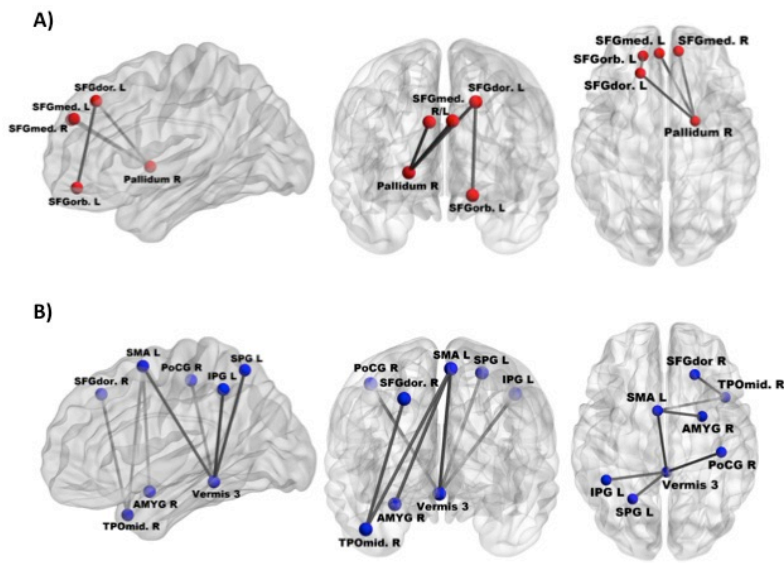 A)
SFGdor. L
SFGmed. L
SFGmed. R
Pallidum R
SFGorb. L
SFGdor. L
SFGmed.
R/L
Pallidum R
SFGorb. L
SFGmed. L SFGmed. R
SFGorb. L
SFGdor. L
Pallidum R
B)
SMA L
SPG L
PoCG R
IPG L
SFGdor. R
Vermis 3
AMYG R
TPOmid. R
SMA L
PoCG R
SPG L
SFGdor. R
IPG L
Vermis 3
AMYG R
TPOmid. R
SFGdor R
TPOmid. R
SMA L
AMYG R
PoCG R
Vermis 3
IPG L
SPG L